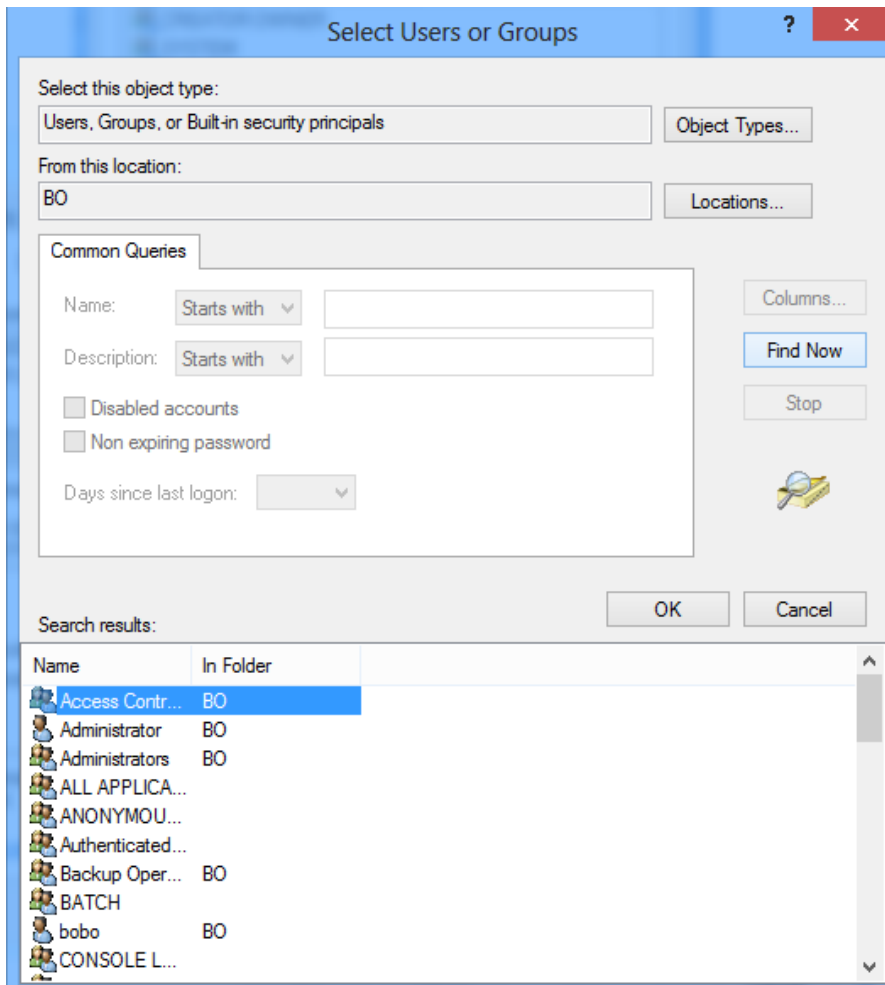 CREATOR OWNER
SYSTEM
Select Users or Groups
?
Select this object type:
Users, Groups, or Built-in security principals
Object Types...
From this location:
BO
Locations...
Common Queries
Name: Starts with
Columns...
Find Now
Description: Starts with
Stop
Disabled accounts
Non expiring password
Days since last logon:
OK Cancel
Search results:
Name In Folder
Access Contr... BO
Administrator BO
Administrators BO
ALL APPLICA...
ANONYMOU...
Authenticated...
Backup Oper... BO
BATCH
bobo BO
CONSOLE L...